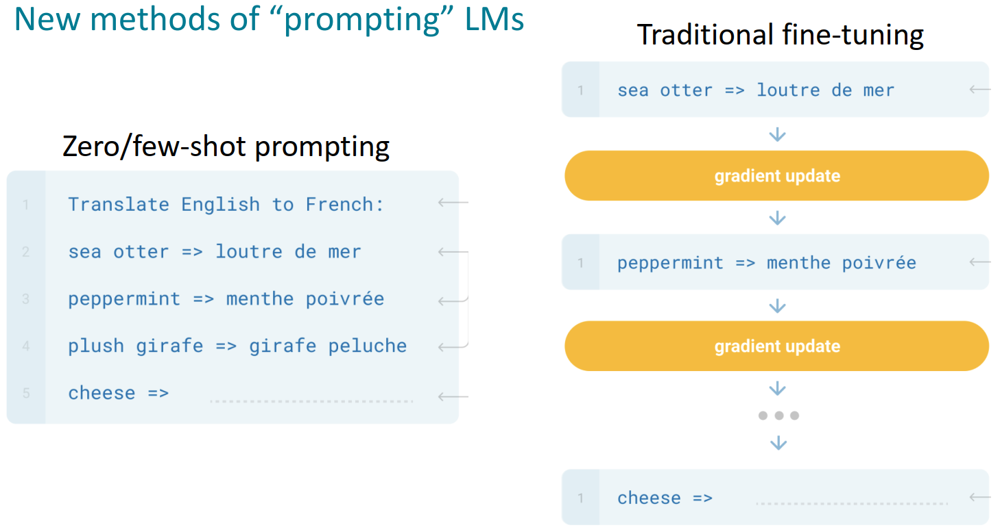 New methods of “prompting” LMs
Zero/few-shot prompting
1 Translate English to French:
2 sea otter => loutre de mer
3 peppermint => menthe poivrée
4 plush girafe => girafe peluche
5 cheese =>
Traditional fine-tuning
1 sea otter => loutre de mer
gradient update
1 peppermint => menthe poivrée
gradient update
1 cheese =>